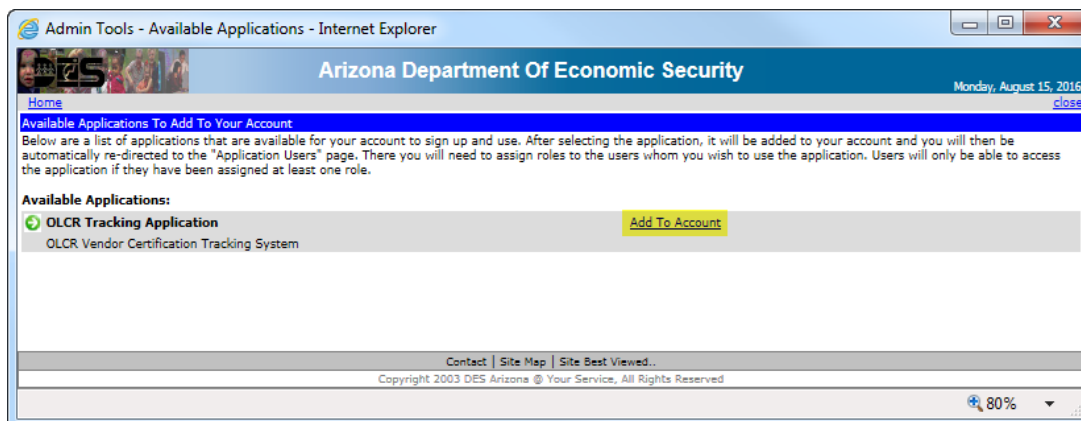 Admin Tools - Available Applications - Internet Explorer
DES
Arizona Department Of Economic Security
Monday, August 15, 2016
Home
close
Available Applications To Add To Your Account
Below are a list of applications that are available for your account to sign up and use. After selecting the application, it will be added to your account and you will then be
automatically re-directed to the "Application Users" page. There you will need to assign roles to the users whom you wish to use the application. Users will only be able to access
the application if they have been assigned at least one role.
Available Applications:
OLCR Tracking Application
Add To Account
OLCR Vendor Certification Tracking System
Contact | Site Map | Site Best Viewed..
Copyright 2003 DES Arizona @ Your Service, All Rights Reserved
80%